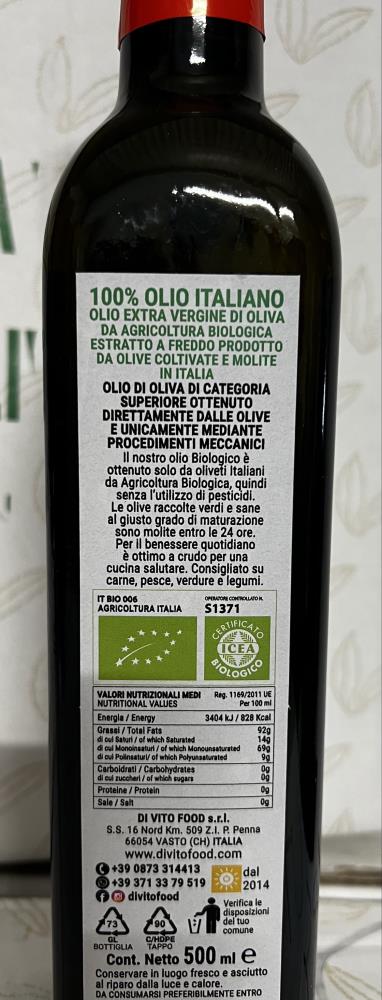 100% OLIO ITALIANO
OLIO EXTRA VERGINE DI OLIVA
DA AGRICOLTURA BIOLOGICA
ESTRATTO A FREDDO PRODOTTO
DA OLIVE COLTIVATE E MOLITE
IN ITALIA
OLIO DI OLIVA DI CATEGORIA
SUPERIORE OTTENUTO
DIRETTAMENTE DALLE OLIVE
E UNICAMENTE MEDIANTE
PROCEDIMENTI MECCANICI
Il nostro olio Biologico è
ottenuto solo da oliveti Italiani
da Agricoltura Biologica, quindi
senza l'utilizzo di pesticidi.
Le olive raccolte verdi e sane
al giusto grado di maturazione
sono molite entro le 24 ore.
Per il benessere quotidiano
è ottimo a crudo per una
cucina salutare. Consigliato su
carne, pesce, verdure e legumi.
IT BIO 006
AGRICOLTURA ITALIA
OPERATORE CONTROLLATO N.
S1371
CERTIFICATO
ICEA
BIOLOGICO
VALORI NUTRIZIONALI MEDI Reg. 1169/2011 UE
NUTRITIONAL VALUES Per 100 ml
Energia / Energy 3404 kJ / 828 Kcal
Grassi / Total Fats 92g
di cui Saturi / of which Saturated 14g
di cui Monoinsaturi / of which Monounsaturated 69g
di cui Polinsaturi/ of which Polyunsaturated 9g
Carboidrati / Carbohydrates 0g
di cui zuccheri / of which sugars 0g
Proteine / Protein 0g
Sale / Salt 0g
DI VITO FOOD s.r.l.
S.S. 16 Nord Km. 509 Z.I. P. Penna
66054 VASTO (CH) ITALIA
www.divitofood.com
+39 0873 314413
+39 371 33 79 519
divitofood
dal
2014
73
GL
BOTTIGLIA
90
C/HDPE
TAPPO
Verifica le
disposizioni
del tuo
comune
Cont. Netto 500 ml e
Conservare in luogo fresco e asciutto
al riparo dalla luce e calore.
DA CONSUMARSI PREFERIBILMENTE ENTRO